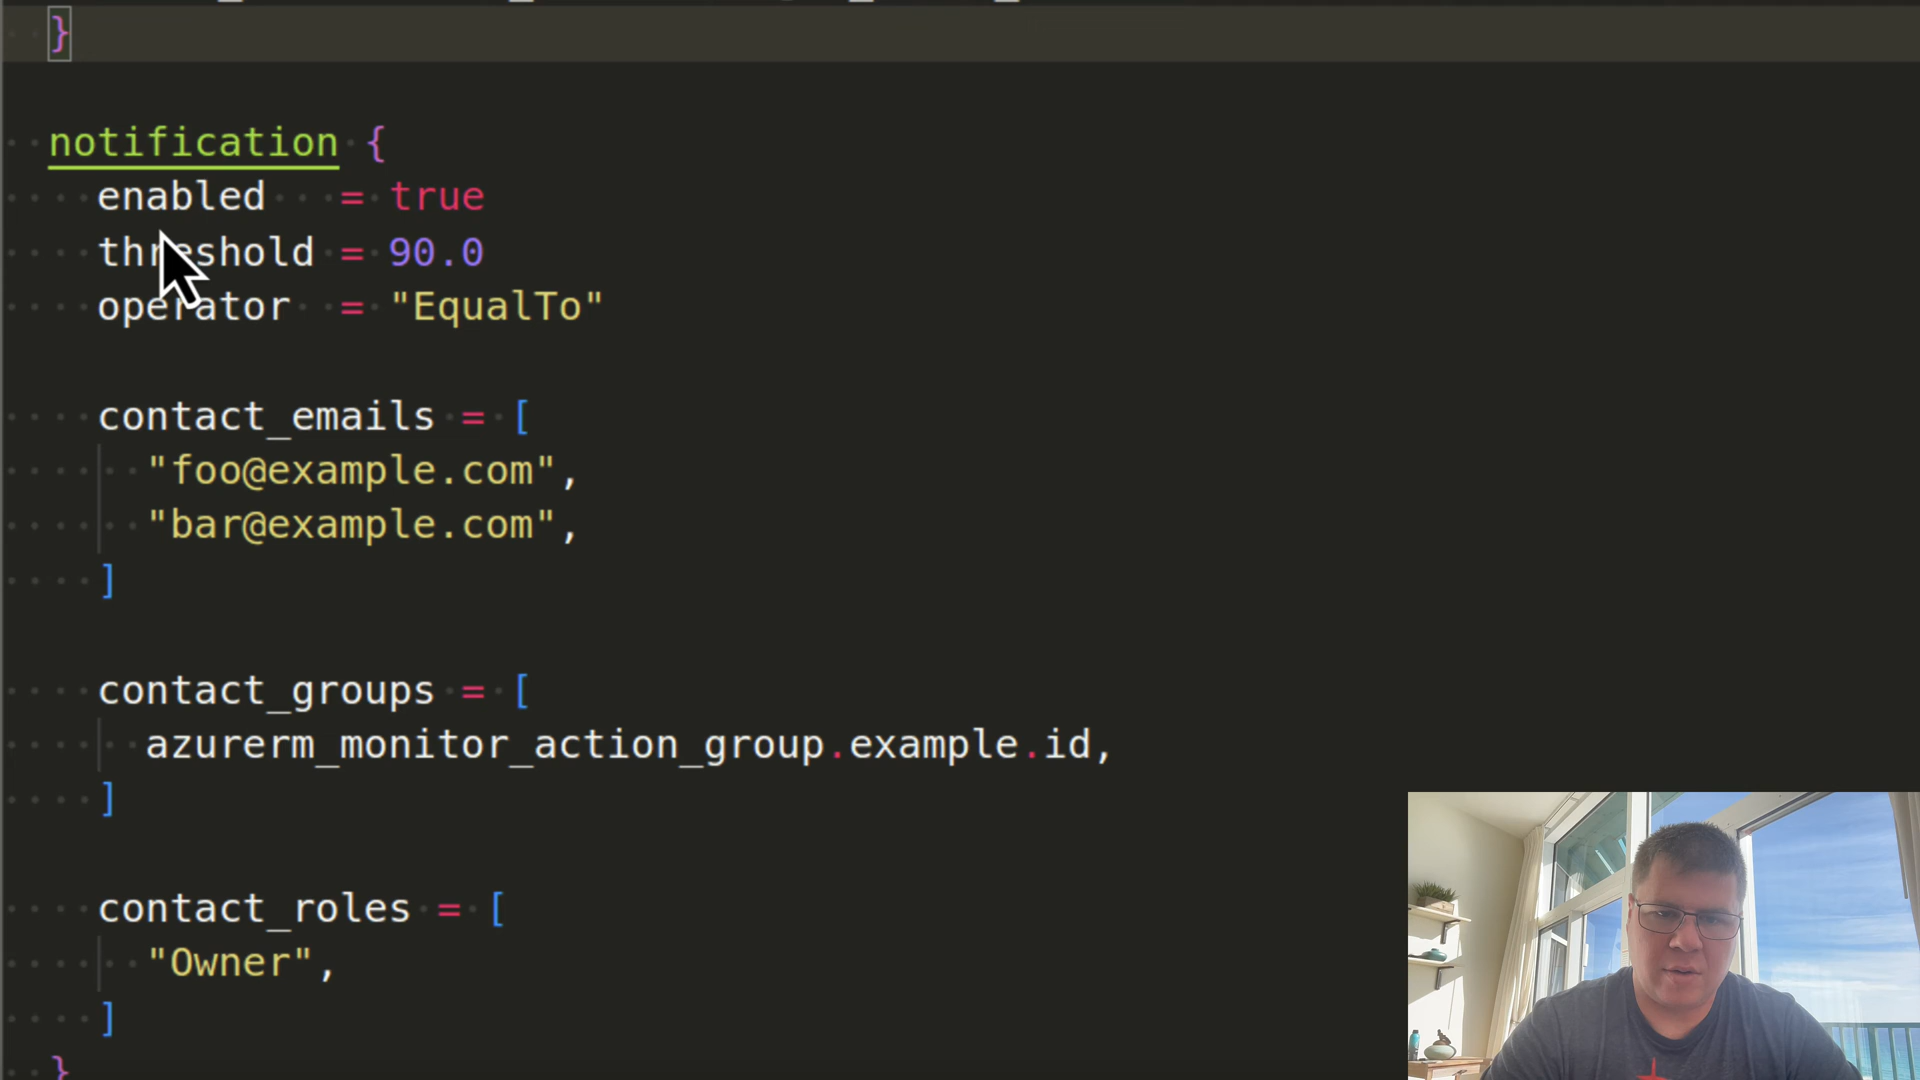 }
notification {
enabled = true
threshold = 90.0
operator = "EqualTo"
contact_emails = [
"foo@example.com",
"bar@example.com",
]
contact_groups = [
azurerm_monitor_action_group.example.id,
]
contact_roles = [
"Owner",
]
}